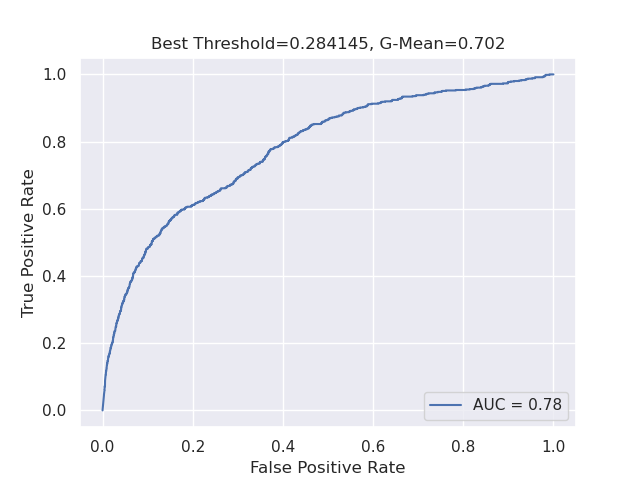 Best Threshold=0.284145, G-Mean=0.702
1.0
0.8
0.6
0.4
0.2
0.0
True Positive Rate
AUC = 0.78
0.0 0.2 0.4 0.6 0.8 1.0
False Positive Rate